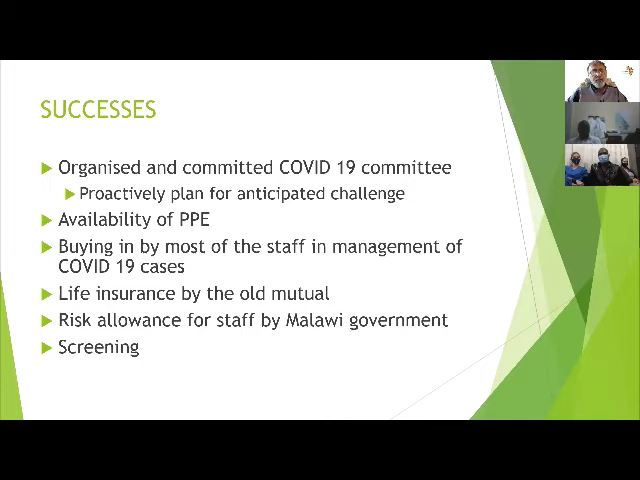 SUCCESSES
Organised and committed COVID 19 committee
Proactively plan for anticipated challenge
Availability of PPE
Buying in by most of the staff in management of
COVID 19 cases
Life insurance by the old mutual
Risk allowance for staff by Malawi government
Screening